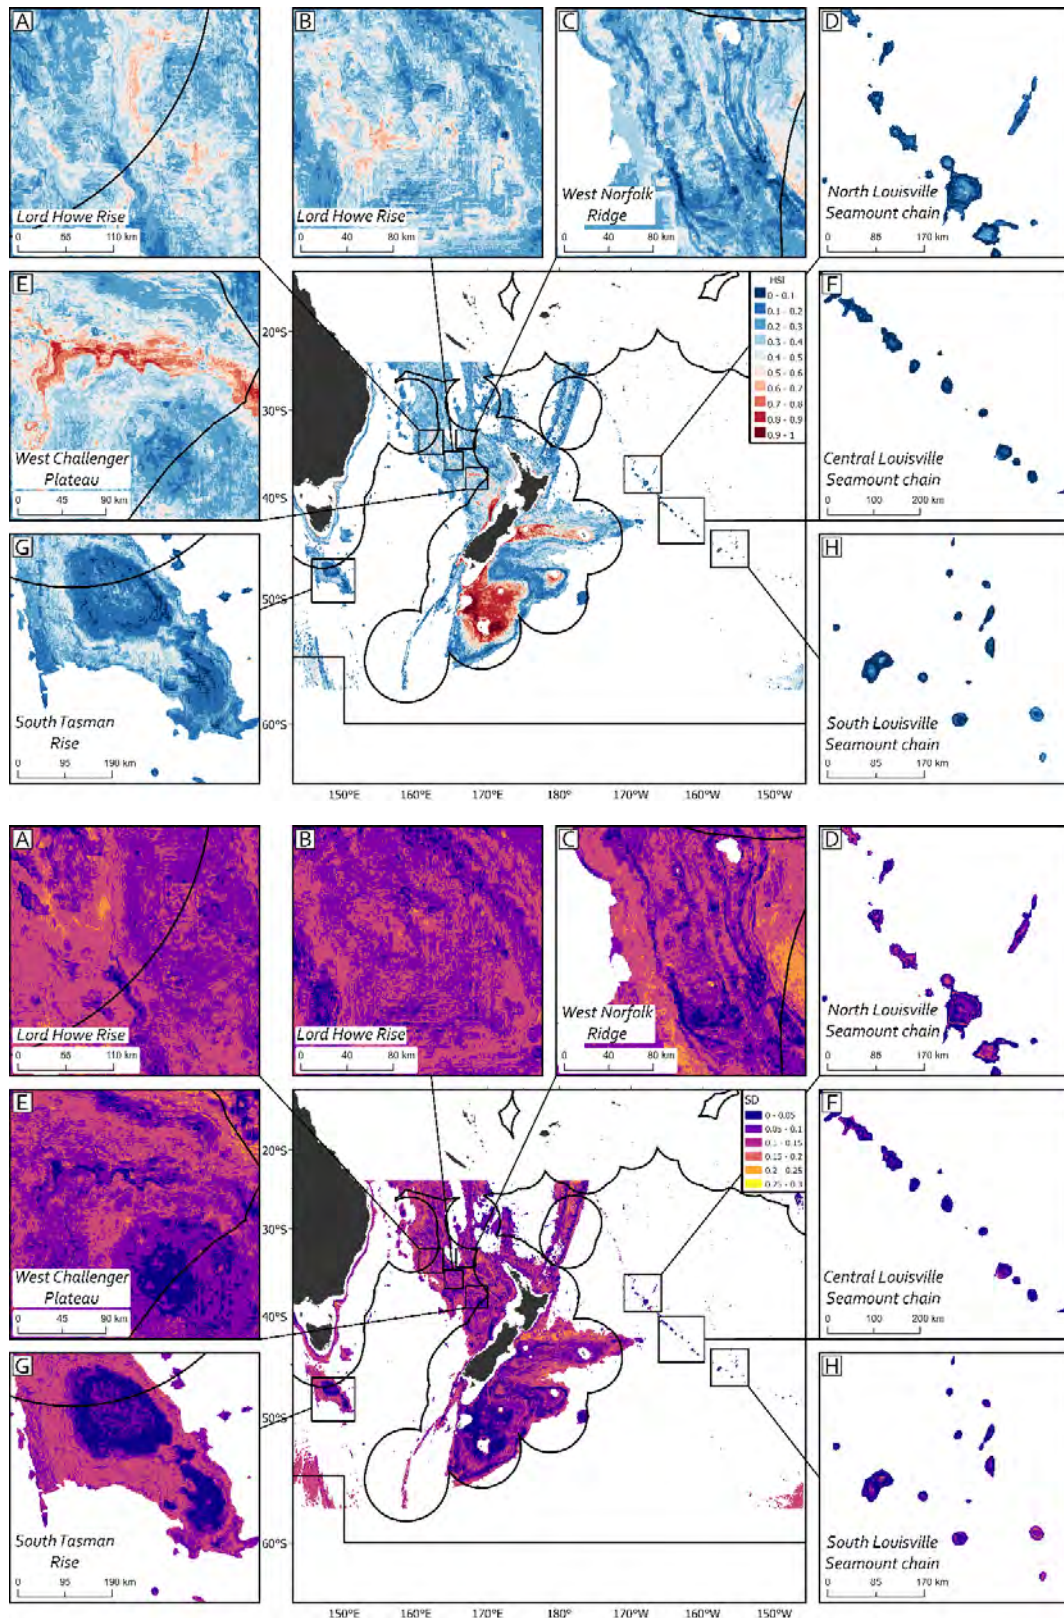 A
B
C
D
Lord Howe Rise
0 55 110 km
Lord Howe Rise
0 40 80 km
West Norfolk
Ridge
0 40 80 km
North Louisville
Seamount chain
0 85 170 km
E
West Challenger
Plateau
0 45 90 km
HSI
0 - 0.1
0.1 - 0.2
0.2 - 0.3
0.3 - 0.4
0.4 - 0.5
0.5 - 0.6
0.6 - 0.7
0.7 - 0.8
0.8 - 0.9
0.9 - 1
F
Central Louisville
Seamount chain
0 100 200 km
20°S
30°S
40°S
50°S
60°S
G
South Tasman
Rise
0 95 190 km
H
South Louisville
Seamount chain
0 85 170 km
150°E 160°E 170°E 180° 170°W 160°W 150°W
A
B
C
D
Lord Howe Rise
0 55 110 km
Lord Howe Rise
0 40 80 km
West Norfolk
Ridge
0 40 80 km
North Louisville
Seamount chain
0 85 170 km
E
West Challenger
Plateau
0 45 90 km
SD
0 - 0.05
0.05 - 0.1
0.1 - 0.15
0.15 - 0.2
0.2 - 0.25
0.25 - 0.3
F
Central Louisville
Seamount chain
0 100 200 km
20°S
30°S
40°S
50°S
60°S
G
South Tasman
Rise
0 95 190 km
H
South Louisville
Seamount chain
0 85 170 km
150°E 160°E 170°E 180° 170°W 160°W 150°W